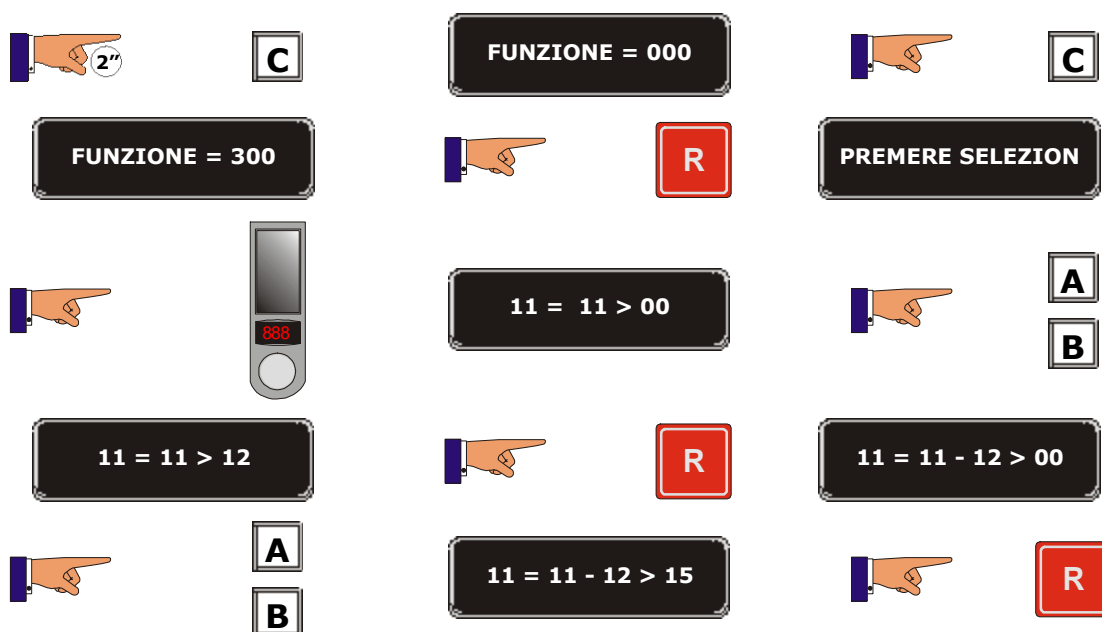 2”
C
FUNZIONE = 000
C
FUNZIONE = 300
R
PREMERE SELEZION
888
11 = 11 > 00
A
B
11 = 11 > 12
R
11 = 11 - 12 > 00
A
B
11 = 11 - 12 > 15
R